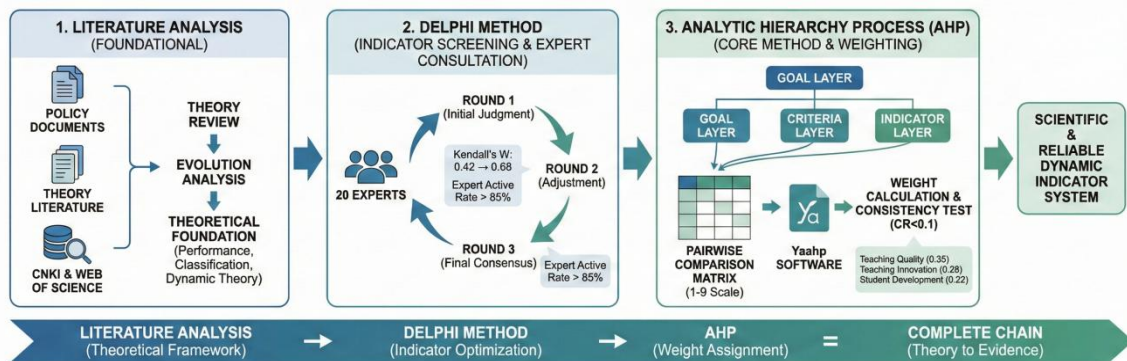 1. LITERATURE ANALYSIS
(FOUNDATIONAL)
POLICY
DOCUMENTS
THEORY
LITERATURE
CNKI & WEB
OF SCIENCE
THEORY
REVIEW
EVOLUTION
ANALYSIS
THEORETICAL
FOUNDATION
(Performance,
Classification,
Dynamic Theory)
2. DELPHI METHOD
(INDICATOR SCREENING & EXPERT
CONSULTATION)
20 EXPERTS
ROUND 1
(Initial Judgment)
Kendall's W:
0.42 → 0.68
Expert Active
Rate > 85%
ROUND 2
(Adjustment)
ROUND 3
(Final Consensus)
Expert Active
Rate > 85%
3. ANALYTIC HIERARCHY PROCESS (AHP)
(CORE METHOD & WEIGHTING)
GOAL LAYER
GOAL
LAYER
CRITERIA
LAYER
INDICATOR
LAYER
PAIRWISE
COMPARISON
MATRIX
(1-9 Scale)
ya
Yaahp
SOFTWARE
WEIGHT
CALCULATION &
CONSISTENCY TEST
(CR<0.1)
Teaching Quality (0.35)
Teaching Innovation (0.28)
Student Development (0.22)
SCIENTIFIC
&
RELIABLE
DYNAMIC
INDICATOR
SYSTEM
LITERATURE ANALYSIS
(Theoretical Framework)
→
DELPHI METHOD
(Indicator Optimization)
→
AHP
(Weight Assignment)
=
COMPLETE CHAIN
(Theory to Evidence)